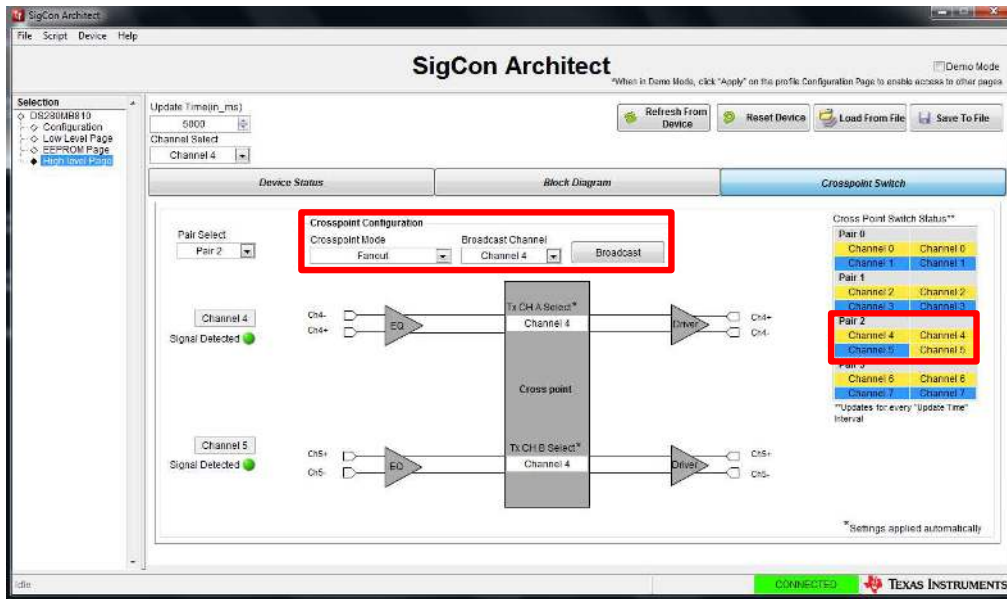 SigCon Architect
File Script Device Help
SigCon Architect
Demo Mode
*When in Demo Mode, click "Apply" on the profile Configuration Page to enable access to other pages
Selection
DS280MB810
Configuration
Low Level Page
EEPROM Page
High level Page
Update Time(in_ms)
5000
Channel Select
Channel 4
Refresh From Device
Reset Device
Load From File
Save To File
Device Status
Block Diagram
Crosspoint Switch
Pair Select
Pair 2
Crosspoint Configuration
Crosspoint Mode
Fanout
Broadcast Channel
Channel 4
Broadcast
Cross Point Switch Status**
Pair 0
Channel 0 Channel 0
Channel 1 Channel 1
Pair 1
Channel 2 Channel 2
Channel 3 Channel 3
Pair 2
Channel 4 Channel 4
Channel 5 Channel 5
Pair 3
Channel 6 Channel 6
Channel 7 Channel 7
**Updates for every "Update Time" Interval
Channel 4
Signal Detected
Ch4-
Ch4+
EQ
Tx CH A Select*
Channel 4
Driver
Ch4+
Ch4-
Cross point
Channel 5
Signal Detected
Ch5+
Ch5-
EQ
Tx CH B Select*
Channel 4
Driver
Ch5+
Ch5-
*Settings applied automatically
Idle
CONNECTED
TEXAS INSTRUMENTS